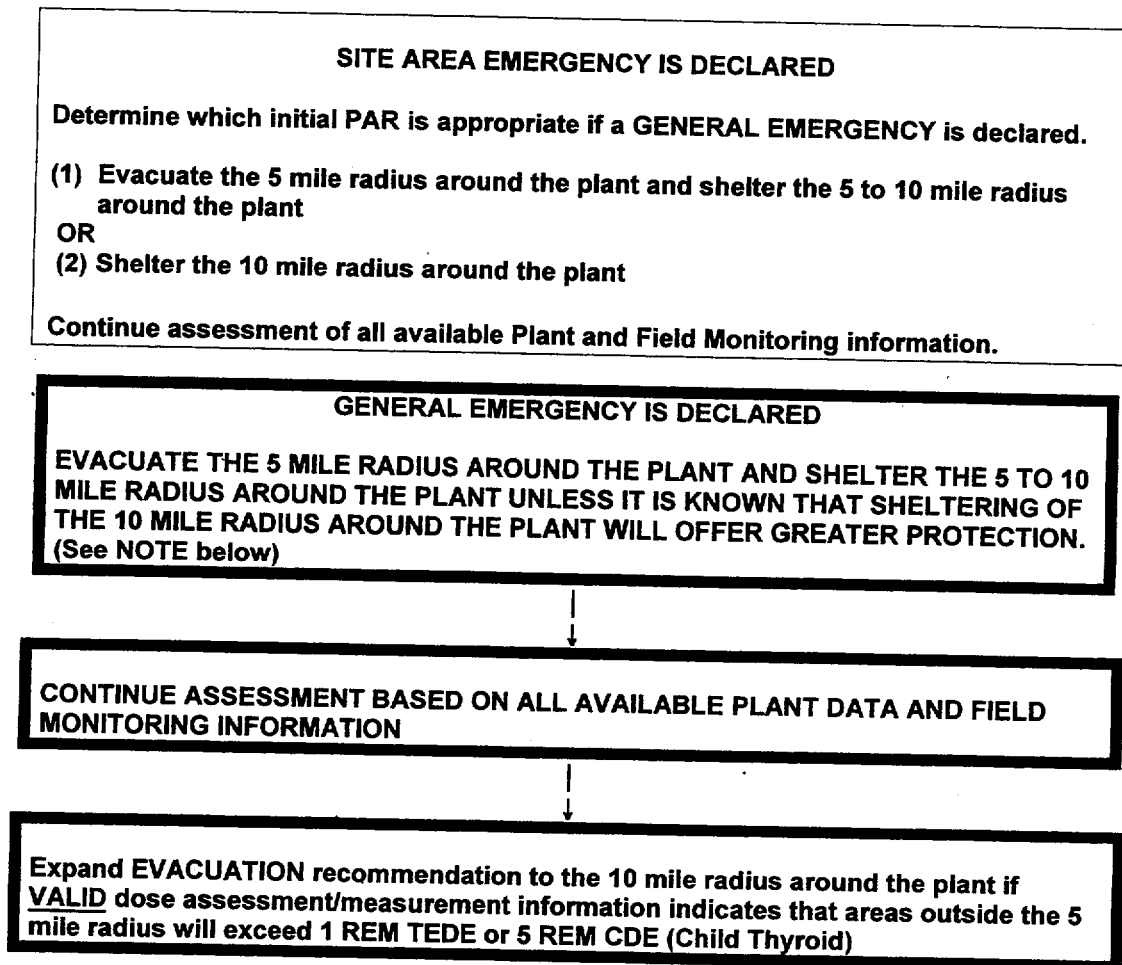 SITE AREA EMERGENCY IS DECLARED
Determine which initial PAR is appropriate if a GENERAL EMERGENCY is declared.
(1) Evacuate the 5 mile radius around the plant and shelter the 5 to 10 mile radius
around the plant
OR
(2) Shelter the 10 mile radius around the plant
Continue assessment of all available Plant and Field Monitoring information.
GENERAL EMERGENCY IS DECLARED
EVACUATE THE 5 MILE RADIUS AROUND THE PLANT AND SHELTER THE 5 TO 10
MILE RADIUS AROUND THE PLANT UNLESS IT IS KNOWN THAT SHELTERING OF
THE 10 MILE RADIUS AROUND THE PLANT WILL OFFER GREATER PROTECTION.
(See NOTE below)
CONTINUE ASSESSMENT BASED ON ALL AVAILABLE PLANT DATA AND FIELD
MONITORING INFORMATION
Expand EVACUATION recommendation to the 10 mile radius around the plant if
VALID dose assessment/measurement information indicates that areas outside the 5
mile radius will exceed 1 REM TEDE or 5 REM CDE (Child Thyroid)